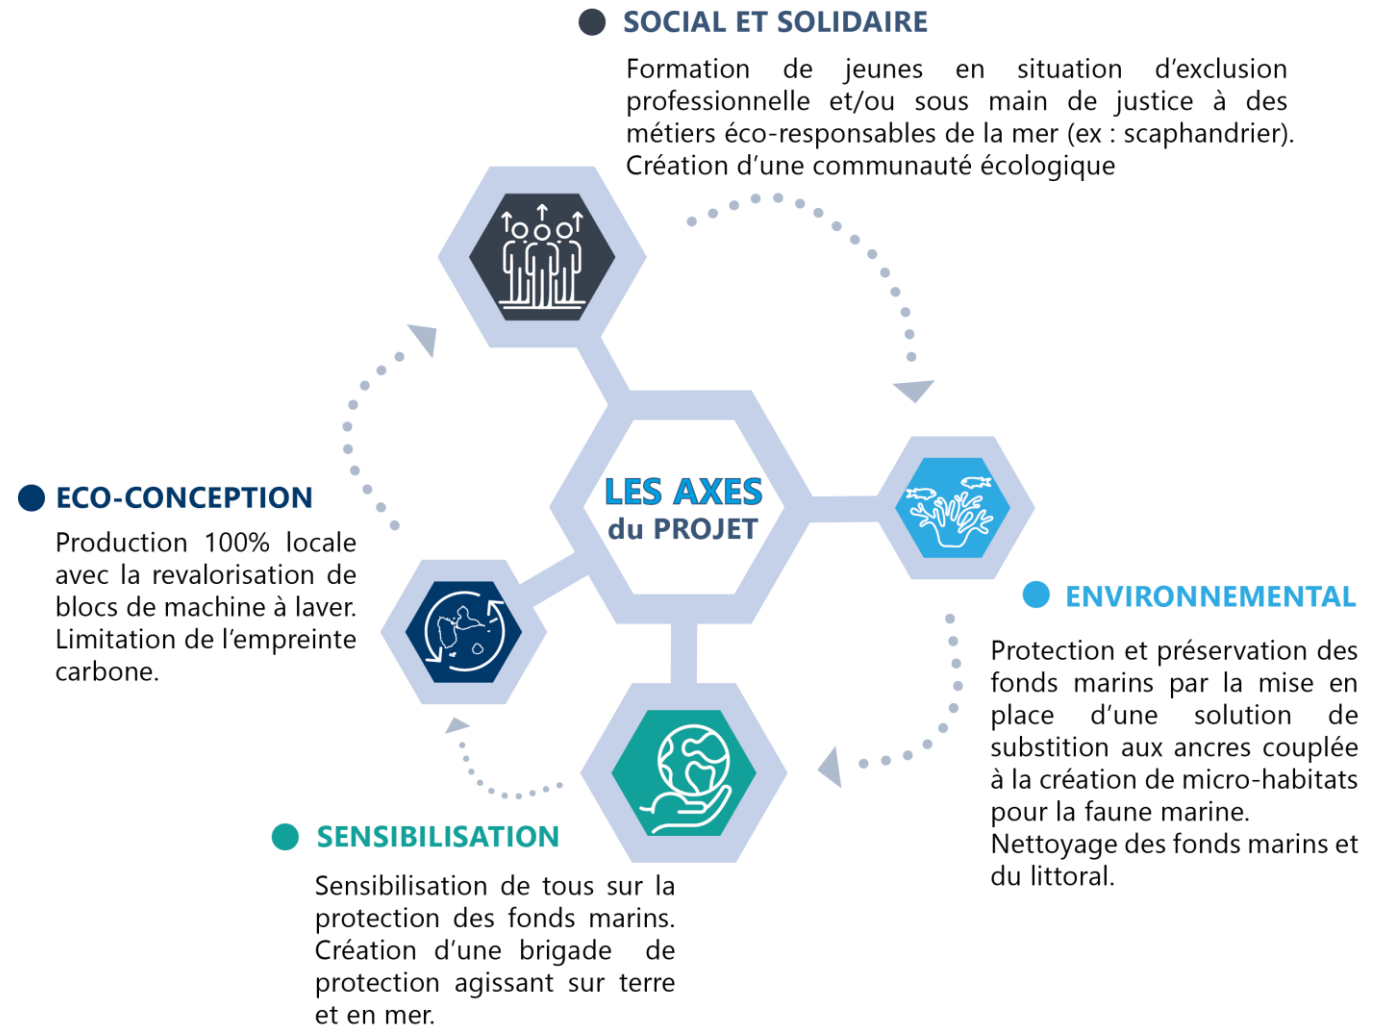 SOCIAL ET SOLIDAIRE
Formation de jeunes en situation d'exclusion
professionnelle et/ou sous main de justice à des
métiers éco-responsables de la mer (ex : scaphandrier).
Création d'une communauté écologique
LES AXES
du PROJET
ECO-CONCEPTION
Production 100% locale
avec la revalorisation de
blocs de machine à laver.
Limitation de l'empreinte
carbone.
ENVIRONNEMENTAL
Protection et préservation des
fonds marins par la mise en
place d'une solution de
substition aux ancres couplée
à la création de micro-habitats
pour la faune marine.
Nettoyage des fonds marins et
du littoral.
SENSIBILISATION
Sensibilisation de tous sur la
protection des fonds marins.
Création d'une brigade de
protection agissant sur terre
et en mer.